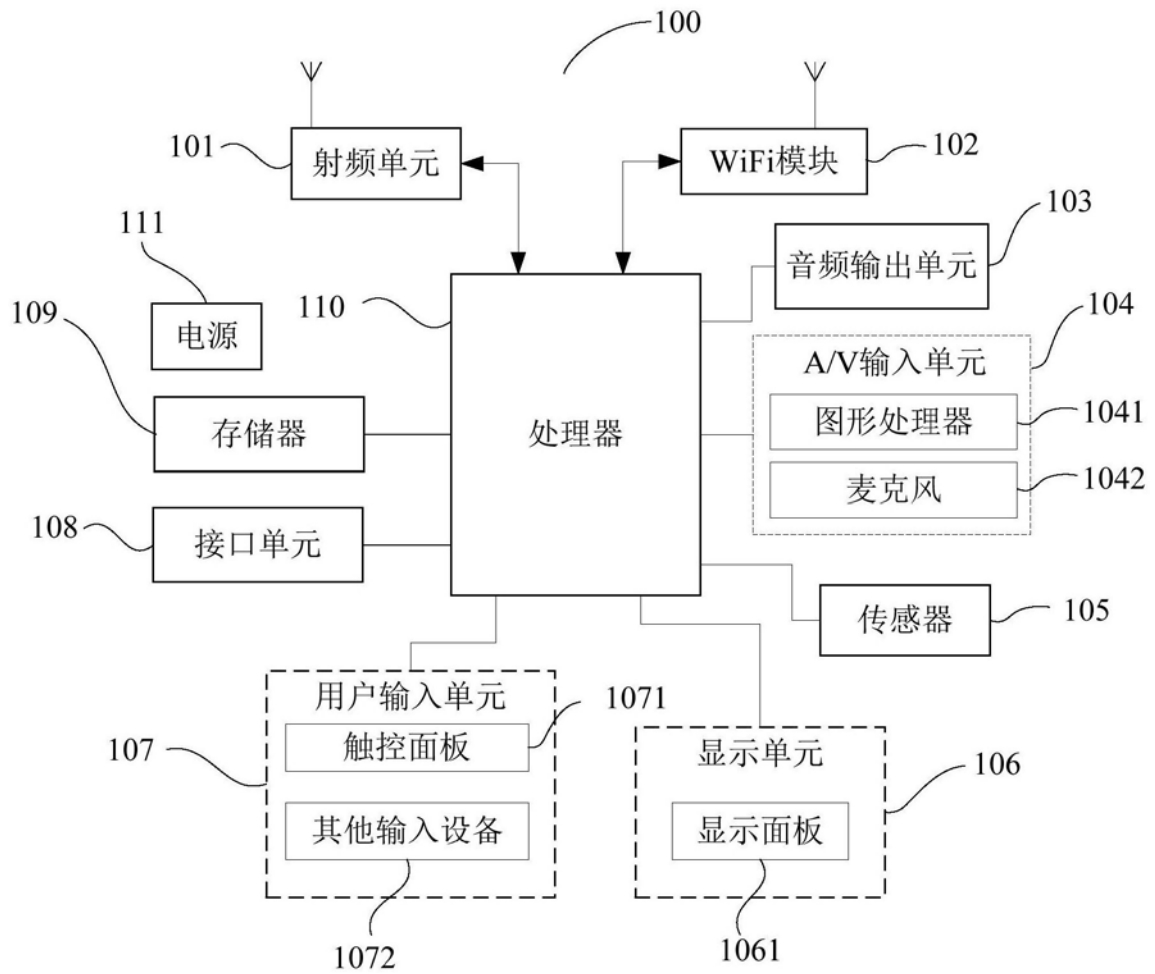 100
101
射频单元
WiFi模块
102
103
音频输出单元
111
电源
110
109
存储器
处理器
104
A/V输入单元
图形处理器
1041
麦克风
1042
108
接口单元
传感器
105
用户输入单元
107
触控面板
1071
其他输入设备
1072
显示单元
106
显示面板
1061